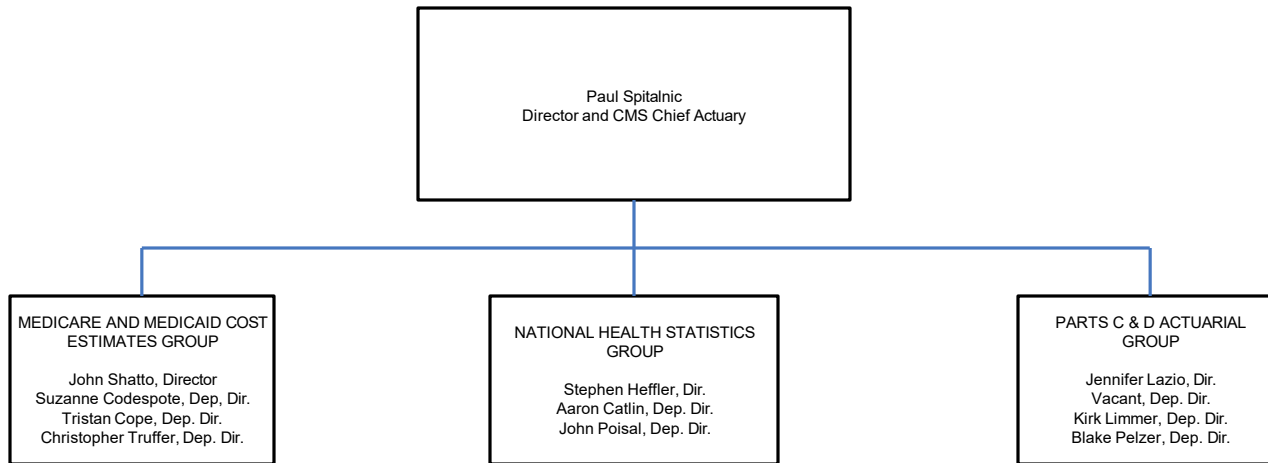 Paul Spitalnic
Director and CMS Chief Actuary
MEDICARE AND MEDICAID COST
ESTIMATES GROUP
John Shatto, Director
Suzanne Codespote, Dep, Dir.
Tristan Cope, Dep. Dir.
Christopher Truffer, Dep. Dir.
NATIONAL HEALTH STATISTICS
GROUP
Stephen Heffler, Dir.
Aaron Catlin, Dep. Dir.
John Poisal, Dep. Dir.
PARTS C & D ACTUARIAL
GROUP
Jennifer Lazio, Dir.
Vacant, Dep. Dir.
Kirk Limmer, Dep. Dir.
Blake Pelzer, Dep. Dir.